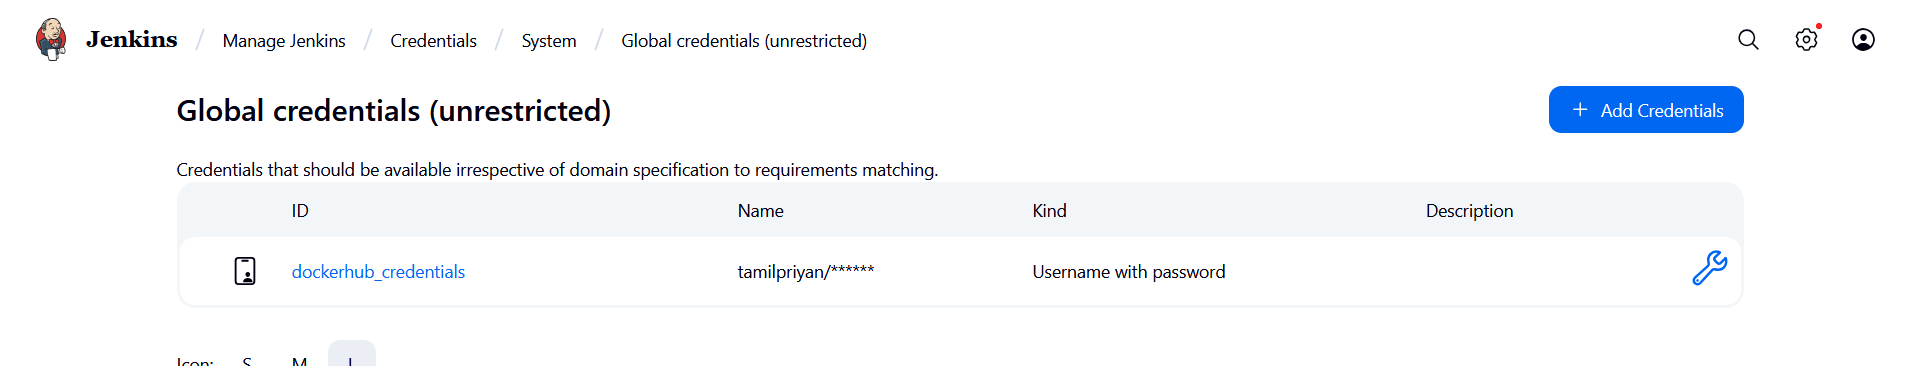 Jenkins / Manage Jenkins / Credentials / System / Global credentials (unrestricted)
Global credentials (unrestricted)
+ Add Credentials
Credentials that should be available irrespective of domain specification to requirements matching.
ID Name Kind Description
dockerhub_credentials tamilpriyan/****** Username with password
Icon: S M L